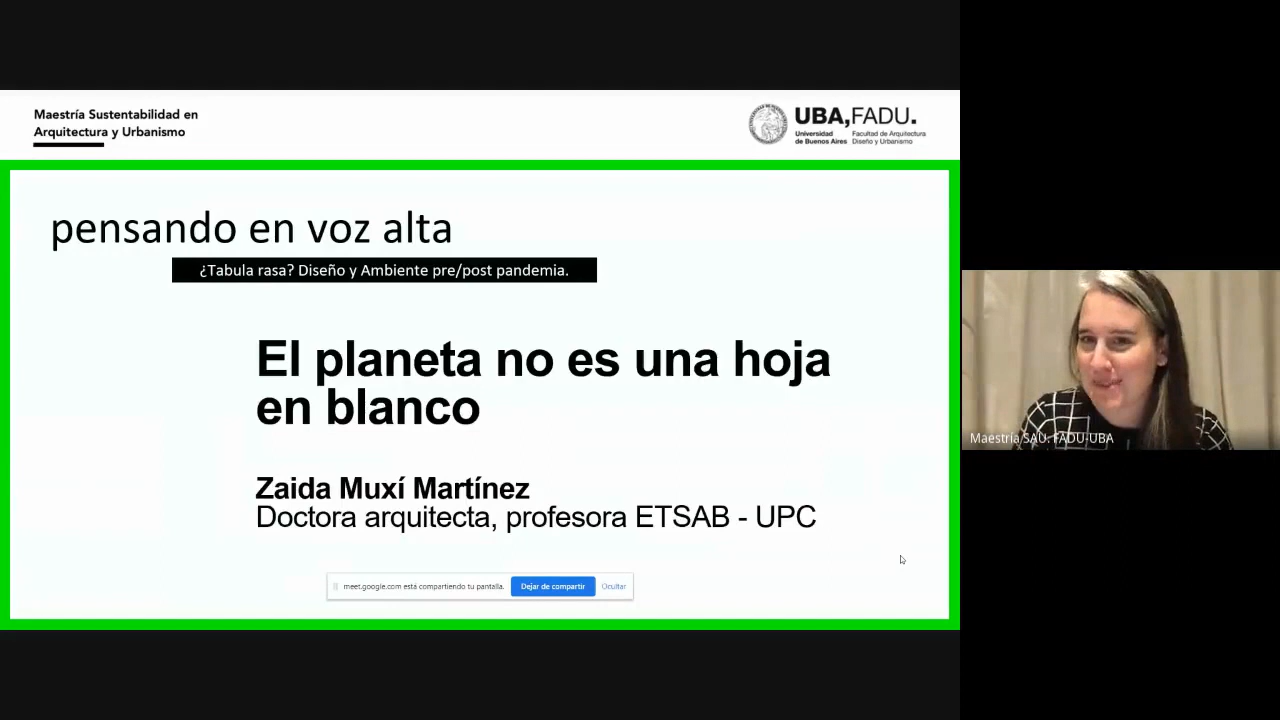 Maestría Sustentabilidad en
Arquitectura y Urbanismo
UBA,FADU.
Universidad de Buenos Aires
Facultad de Arquitectura Diseño y Urbanismo
pensando en voz alta
¿Tabula rasa? Diseño y Ambiente pre/post pandemia.
El planeta no es una hoja
en blanco
Zaida Muxí Martínez
Doctora arquitecta, profesora ETSAB - UPC
meet.google.com está compartiendo tu pantalla. Dejar de compartir Ocultar
Maestría SAU. FADU-UBA